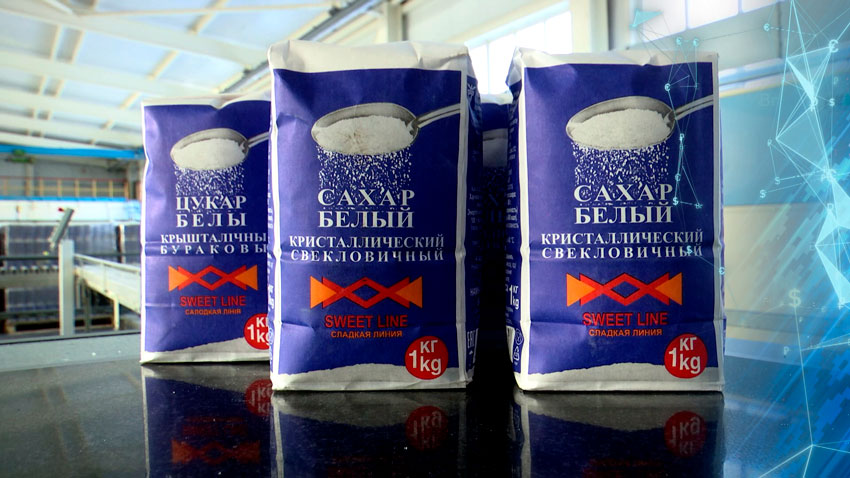 ЦУКАР
БЕЛЫ
КРЫШТАЛІЧНЫ
БУРАКОВЫ
SWEET LINE
САЛОДКАЯ ЛІНІЯ
КГ
1kg
САХАР
БЕЛЫЙ
КРИСТАЛЛИЧЕСКИЙ
СВЕКЛОВИЧНЫЙ
SWEET LINE
СЛАДКАЯ ЛИНИЯ
КГ
1kg
САХАР
БЕЛЫЙ
КРИСТАЛЛИЧЕСКИЙ
СВЕКЛОВИЧНЫЙ
SWEET LINE
СЛАДКАЯ ЛИНИЯ
КГ
1kg